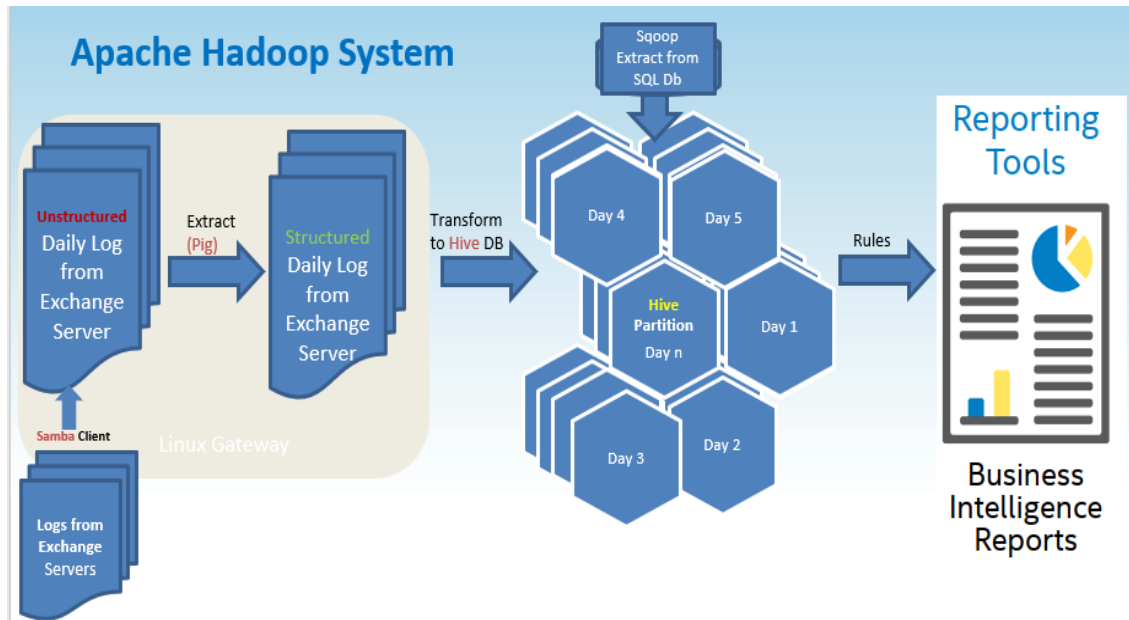 Apache Hadoop System
Sqoop
Extract from
SQL Db
Unstructured
Daily Log
from
Exchange
Server
Extract
(Pig)
Structured
Daily Log
from
Exchange
Server
Transform
to Hive DB
Day 4
Day 5
Hive
Partition
Day n
Day 1
Day 3
Day 2
Rules
Reporting
Tools
Business
Intelligence
Reports
Samba Client
Linux Gateway
Logs from
Exchange
Servers